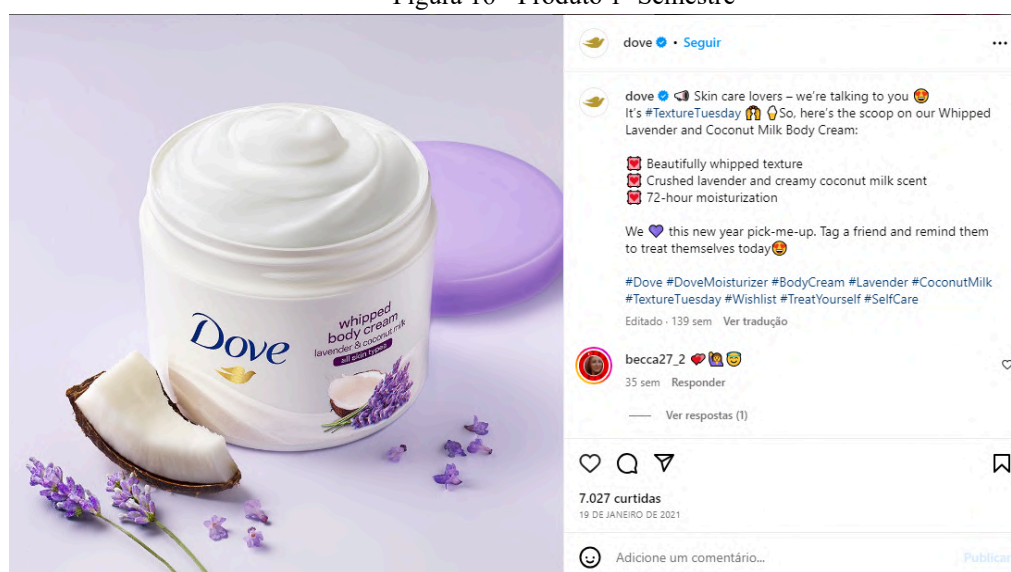 Figura 16 - Produto 1° Semestre
dove • Seguir
dove Skin care lovers – we're talking to you 🤩
It's #TextureTuesday 🙌 So, here's the scoop on our Whipped
Lavender and Coconut Milk Body Cream:
💟 Beautifully whipped texture
💟 Crushed lavender and creamy coconut milk scent
💟 72-hour moisturization
We 💜 this new year pick-me-up. Tag a friend and remind them
to treat themselves today🤩
#Dove #DoveMoisturizer #BodyCream #Lavender #CoconutMilk
#TextureTuesday #Wishlist #TreatYourself #SelfCare
Editado · 139 sem Ver tradução
becca27_2
35 sem Responder
Ver respostas (1)
7.027 curtidas
19 DE JANEIRO DE 2021
Adicione um comentário... Publicar
Dove
whipped
body cream
lavender & coconut milk
all skin types